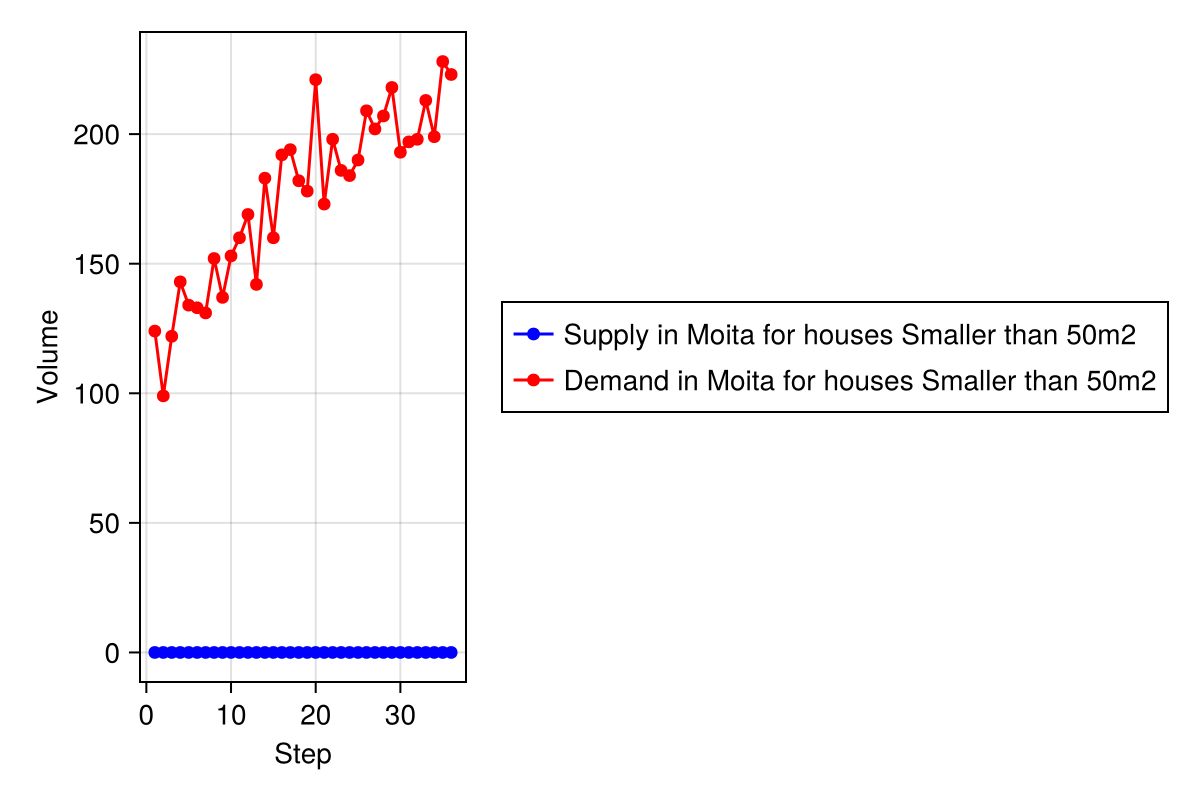 Volume
200
150
100
50
0
0 10 20 30
Step
Supply in Moita for houses Smaller than 50m2
Demand in Moita for houses Smaller than 50m2